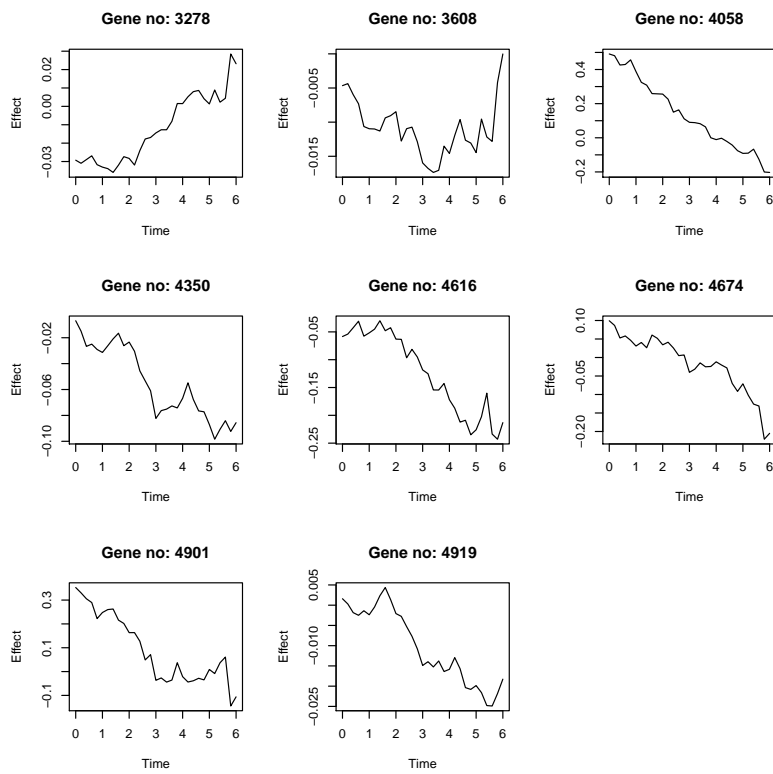 Gene no: 3278
Effect
−0.03 0.00 0.02
0 1 2 3 4 5 6
Time
Gene no: 3608
Effect
−0.015 −0.005
0 1 2 3 4 5 6
Time
Gene no: 4058
Effect
−0.2 0.0 0.2 0.4
0 1 2 3 4 5 6
Time
Gene no: 4350
Effect
−0.10 −0.06 −0.02
0 1 2 3 4 5 6
Time
Gene no: 4616
Effect
−0.25 −0.15 −0.05
0 1 2 3 4 5 6
Time
Gene no: 4674
Effect
−0.20 −0.05 0.10
0 1 2 3 4 5 6
Time
Gene no: 4901
Effect
−0.1 0.1 0.3
0 1 2 3 4 5 6
Time
Gene no: 4919
Effect
−0.025 −0.010 0.005
0 1 2 3 4 5 6
Time